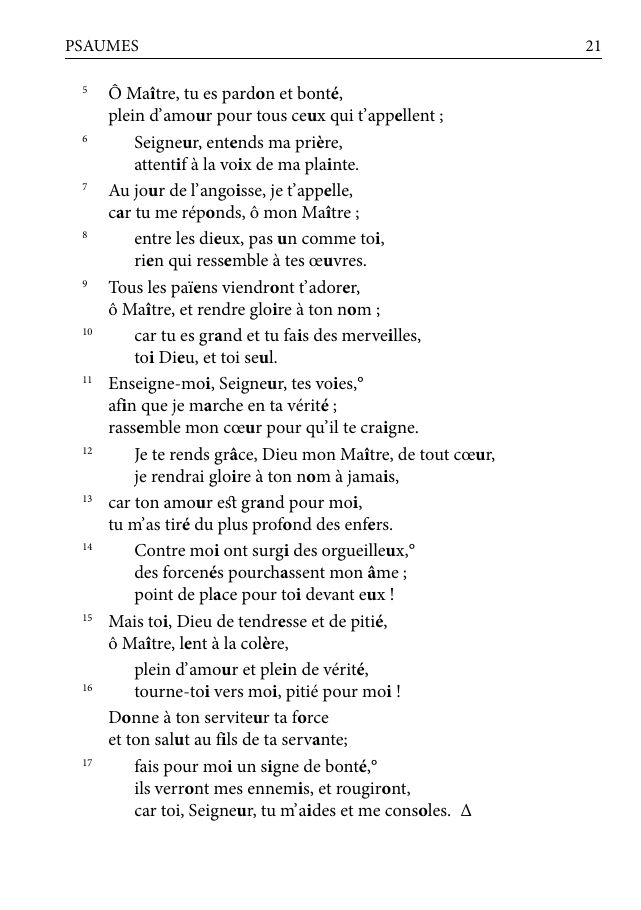 PSAUMES 21
5 Ô Maître, tu es pardon et bonté,
plein d’amour pour tous ceux qui t’appellent ;
6 Seigneur, entends ma prière,
attentif à la voix de ma plainte.
7 Au jour de l’angoisse, je t’appelle,
car tu me réponds, ô mon Maître ;
8 entre les dieux, pas un comme toi,
rien qui ressemble à tes œuvres.
9 Tous les païens viendront t’adorer,
ô Maître, et rendre gloire à ton nom ;
10 car tu es grand et tu fais des merveilles,
toi Dieu, et toi seul.
11 Enseigne-moi, Seigneur, tes voies,°
afin que je marche en ta vérité ;
rassemble mon cœur pour qu’il te craigne.
12 Je te rends grâce, Dieu mon Maître, de tout cœur,
je rendrai gloire à ton nom à jamais,
13 car ton amour est grand pour moi,
tu m’as tiré du plus profond des enfers.
14 Contre moi ont surgi des orgueilleux,°
des forcenés pourchassent mon âme ;
point de place pour toi devant eux !
15 Mais toi, Dieu de tendresse et de pitié,
ô Maître, lent à la colère,
plein d’amour et plein de vérité,
16 tourne-toi vers moi, pitié pour moi !
Donne à ton serviteur ta force
et ton salut au fils de ta servante;
17 fais pour moi un signe de bonté,°
ils verront mes ennemis, et rougiront,
car toi, Seigneur, tu m’aides et me consoles. Δ